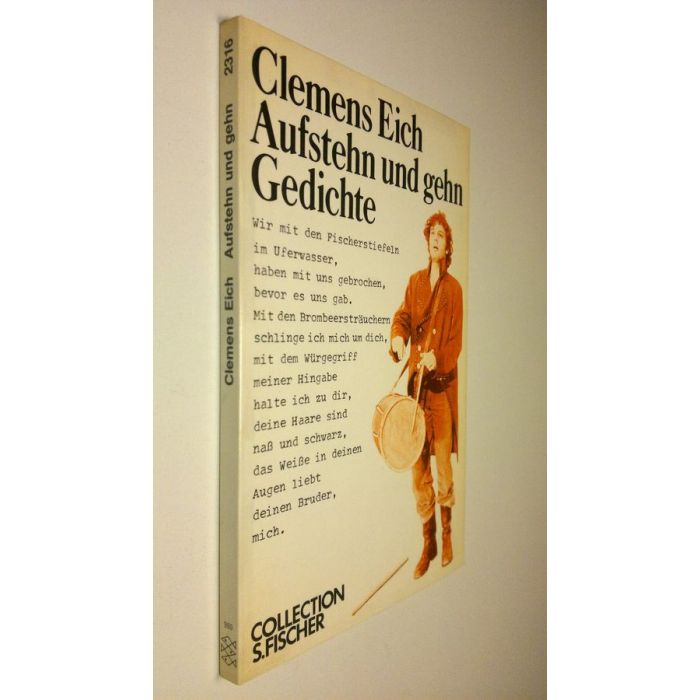 Clemens Eich
Aufstehn und gehn
Gedichte
Wir mit den Fischerstiefeln
im Uferwasser,
haben mit uns gebrochen,
bevor es uns gab.
Mit den Brombeersträuchern
schlinge ich mich um dich,
mit dem Würgegriff
meiner Hingabe
halte ich zu dir,
deine Haare sind
naß und schwarz,
das Weiße in deinen
Augen liebt
deinen Bruder,
mich.
COLLECTION
S.FISCHER
Clemens Eich Aufstehn und gehn 2316